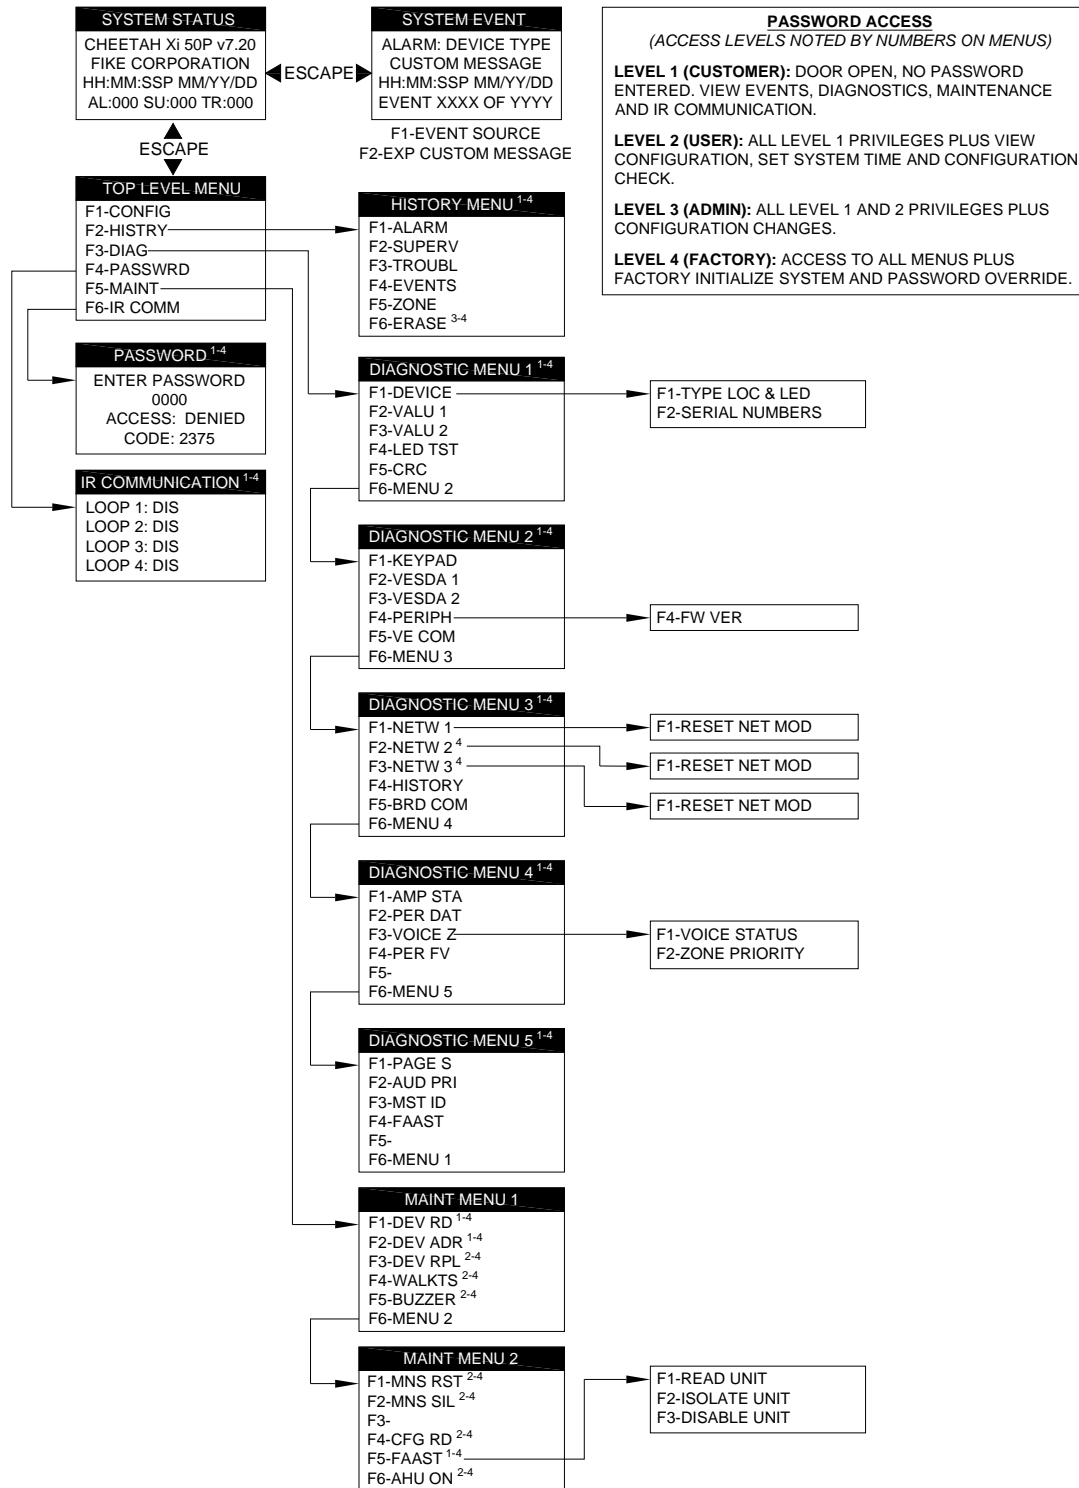 SYSTEM STATUS
CHEETAH Xi 50P v7.20
FIKE CORPORATION
HH:MM:SSP MM/YY/DD
AL:000 SU:000 TR:000
ESCAPE
SYSTEM EVENT
ALARM: DEVICE TYPE
CUSTOM MESSAGE
HH:MM:SSP MM/YY/DD
EVENT XXXX OF YYYY
F1-EVENT SOURCE
F2-EXP CUSTOM MESSAGE
PASSWORD ACCESS
(ACCESS LEVELS NOTED BY NUMBERS ON MENUS)
LEVEL 1 (CUSTOMER): DOOR OPEN, NO PASSWORD
ENTERED. VIEW EVENTS, DIAGNOSTICS, MAINTENANCE
AND IR COMMUNICATION.
LEVEL 2 (USER): ALL LEVEL 1 PRIVILEGES PLUS VIEW
CONFIGURATION, SET SYSTEM TIME AND CONFIGURATION
CHECK.
LEVEL 3 (ADMIN): ALL LEVEL 1 AND 2 PRIVILEGES PLUS
CONFIGURATION CHANGES.
LEVEL 4 (FACTORY): ACCESS TO ALL MENUS PLUS
FACTORY INITIALIZE SYSTEM AND PASSWORD OVERRIDE.
ESCAPE
TOP LEVEL MENU
F1-CONFIG
F2-HISTRY
F3-DIAG
F4-PASSWRD
F5-MAINT
F6-IR COMM
PASSWORD 1-4
ENTER PASSWORD
0000
ACCESS: DENIED
CODE: 2375
IR COMMUNICATION 1-4
LOOP 1: DIS
LOOP 2: DIS
LOOP 3: DIS
LOOP 4: DIS
HISTORY MENU 1-4
F1-ALARM
F2-SUPERV
F3-TROUBL
F4-EVENTS
F5-ZONE
F6-ERASE 3-4
DIAGNOSTIC MENU 1 1-4
F1-DEVICE
F2-VALU 1
F3-VALU 2
F4-LED TST
F5-CRC
F6-MENU 2
F1-TYPE LOC & LED
F2-SERIAL NUMBERS
DIAGNOSTIC MENU 2 1-4
F1-KEYPAD
F2-VESDA 1
F3-VESDA 2
F4-PERIPH
F5-VE COM
F6-MENU 3
F4-FW VER
DIAGNOSTIC MENU 3 1-4
F1-NETW 1
F2-NETW 2 4
F3-NETW 3 4
F4-HISTORY
F5-BRD COM
F6-MENU 4
F1-RESET NET MOD
F1-RESET NET MOD
F1-RESET NET MOD
DIAGNOSTIC MENU 4 1-4
F1-AMP STA
F2-PER DAT
F3-VOICE Z
F4-PER FV
F5-
F6-MENU 5
F1-VOICE STATUS
F2-ZONE PRIORITY
DIAGNOSTIC MENU 5 1-4
F1-PAGE S
F2-AUD PRI
F3-MST ID
F4-FAAST
F5-
F6-MENU 1
MAINT MENU 1
F1-DEV RD 1-4
F2-DEV ADR 1-4
F3-DEV RPL 2-4
F4-WALKTS 2-4
F5-BUZZER 2-4
F6-MENU 2
MAINT MENU 2
F1-MNS RST 2-4
F2-MNS SIL 2-4
F3-
F4-CFG RD 2-4
F5-FAAST 1-4
F6-AHU ON 2-4
F1-READ UNIT
F2-ISOLATE UNIT
F3-DISABLE UNIT